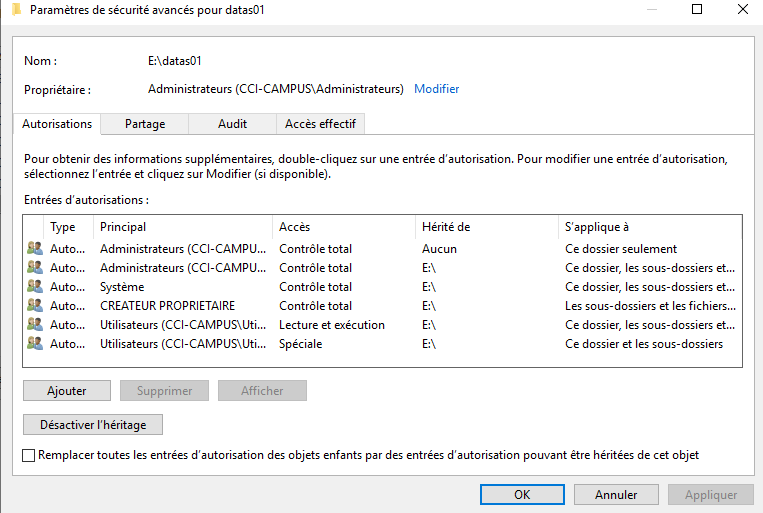 Paramètres de sécurité avancés pour datas01
Nom :
E:\datas01
Propriétaire :
Administrateurs (CCI-CAMPUS\Administrateurs)
Modifier
Autorisations
Partage
Audit
Accès effectif
Pour obtenir des informations supplémentaires, double-cliquez sur une entrée d'autorisation. Pour modifier une entrée d'autorisation,
sélectionnez l'entrée et cliquez sur Modifier (si disponible).
Entrées d'autorisations :
Type Principal Accès Hérité de S'applique à
Auto... Administrateurs (CCI-CAMPU... Contrôle total Aucun Ce dossier seulement
Auto... Administrateurs (CCI-CAMPU... Contrôle total E:\ Ce dossier, les sous-dossiers et...
Auto... Système Contrôle total E:\ Ce dossier, les sous-dossiers et...
Auto... CREATEUR PROPRIETAIRE Contrôle total E:\ Les sous-dossiers et les fichiers...
Auto... Utilisateurs (CCI-CAMPUS\Uti... Lecture et exécution E:\ Ce dossier, les sous-dossiers et...
Auto... Utilisateurs (CCI-CAMPUS\Uti... Spéciale E:\ Ce dossier et les sous-dossiers
Ajouter
Supprimer
Afficher
Désactiver l'héritage
Remplacer toutes les entrées d'autorisation des objets enfants par des entrées d'autorisation pouvant être héritées de cet objet
OK
Annuler
Appliquer